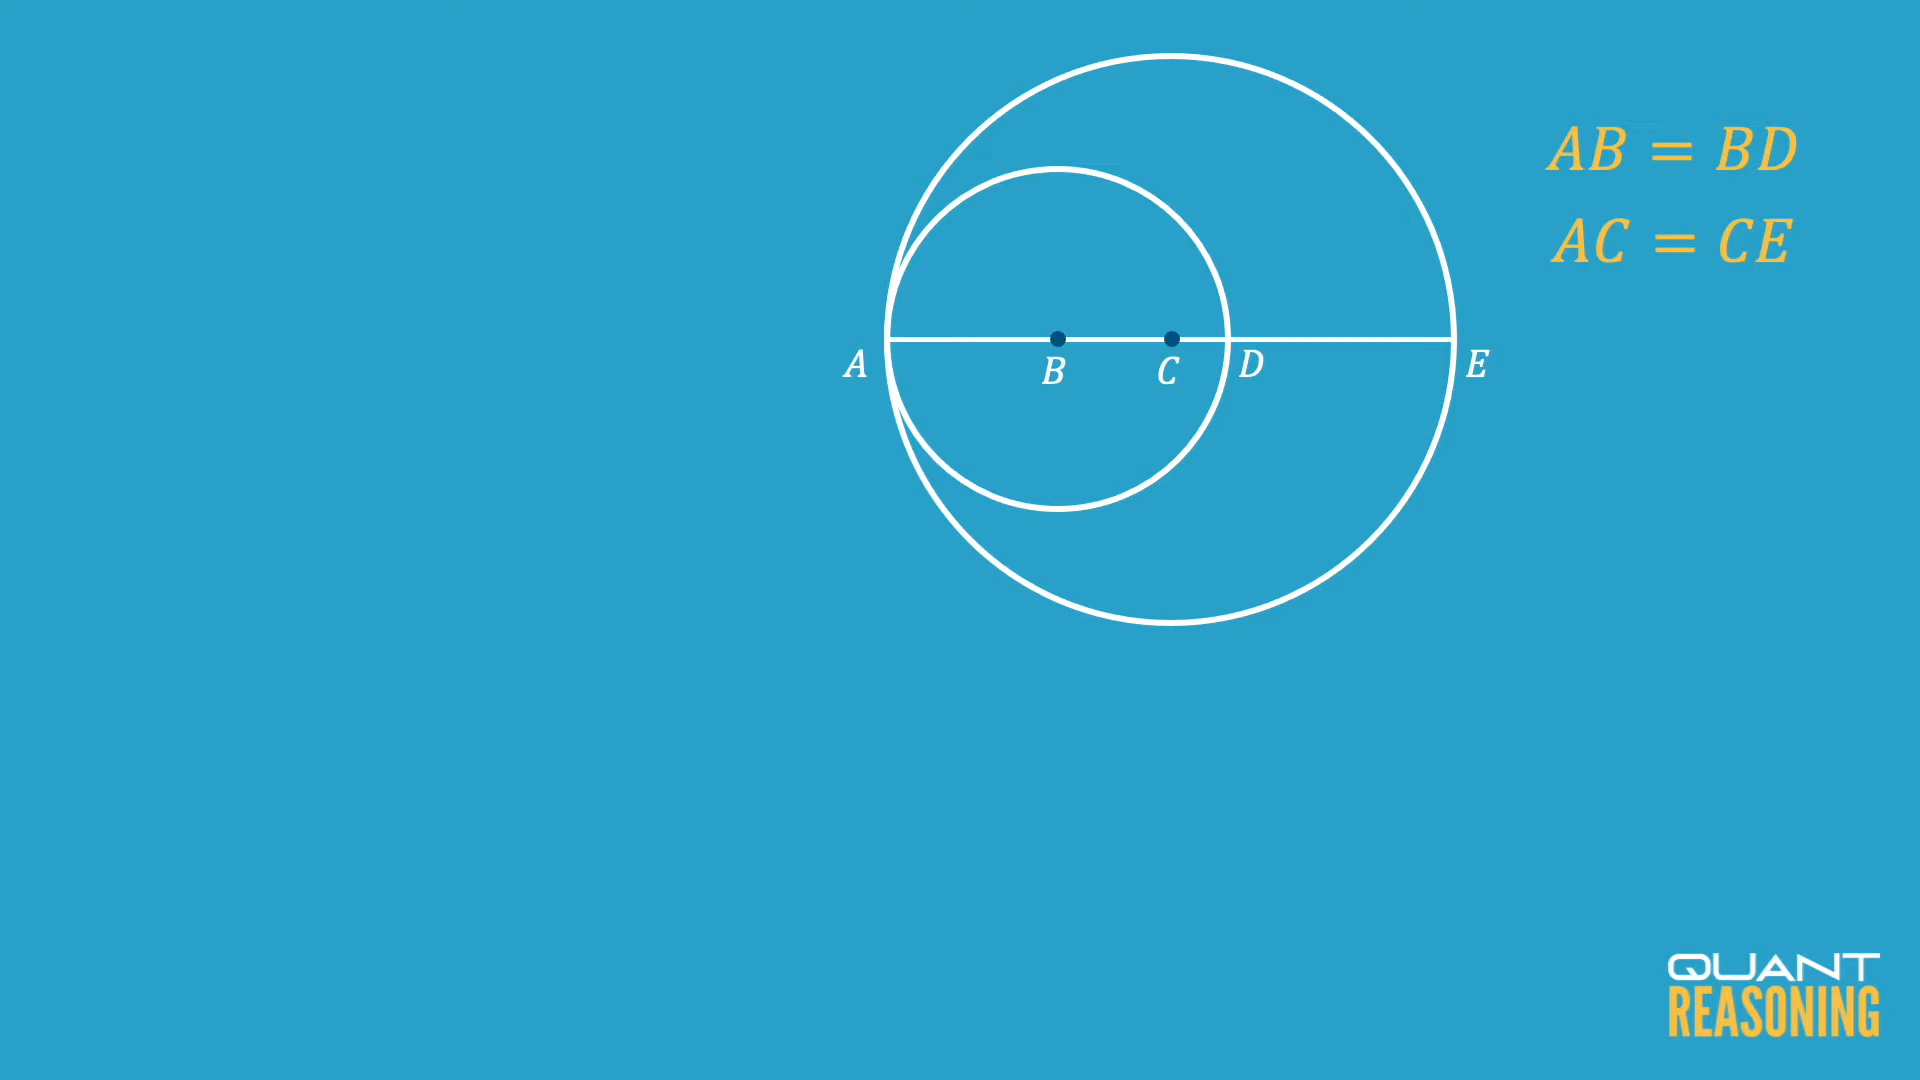 AB = BD
AC = CE
A B C D E
QUANT
REASONING